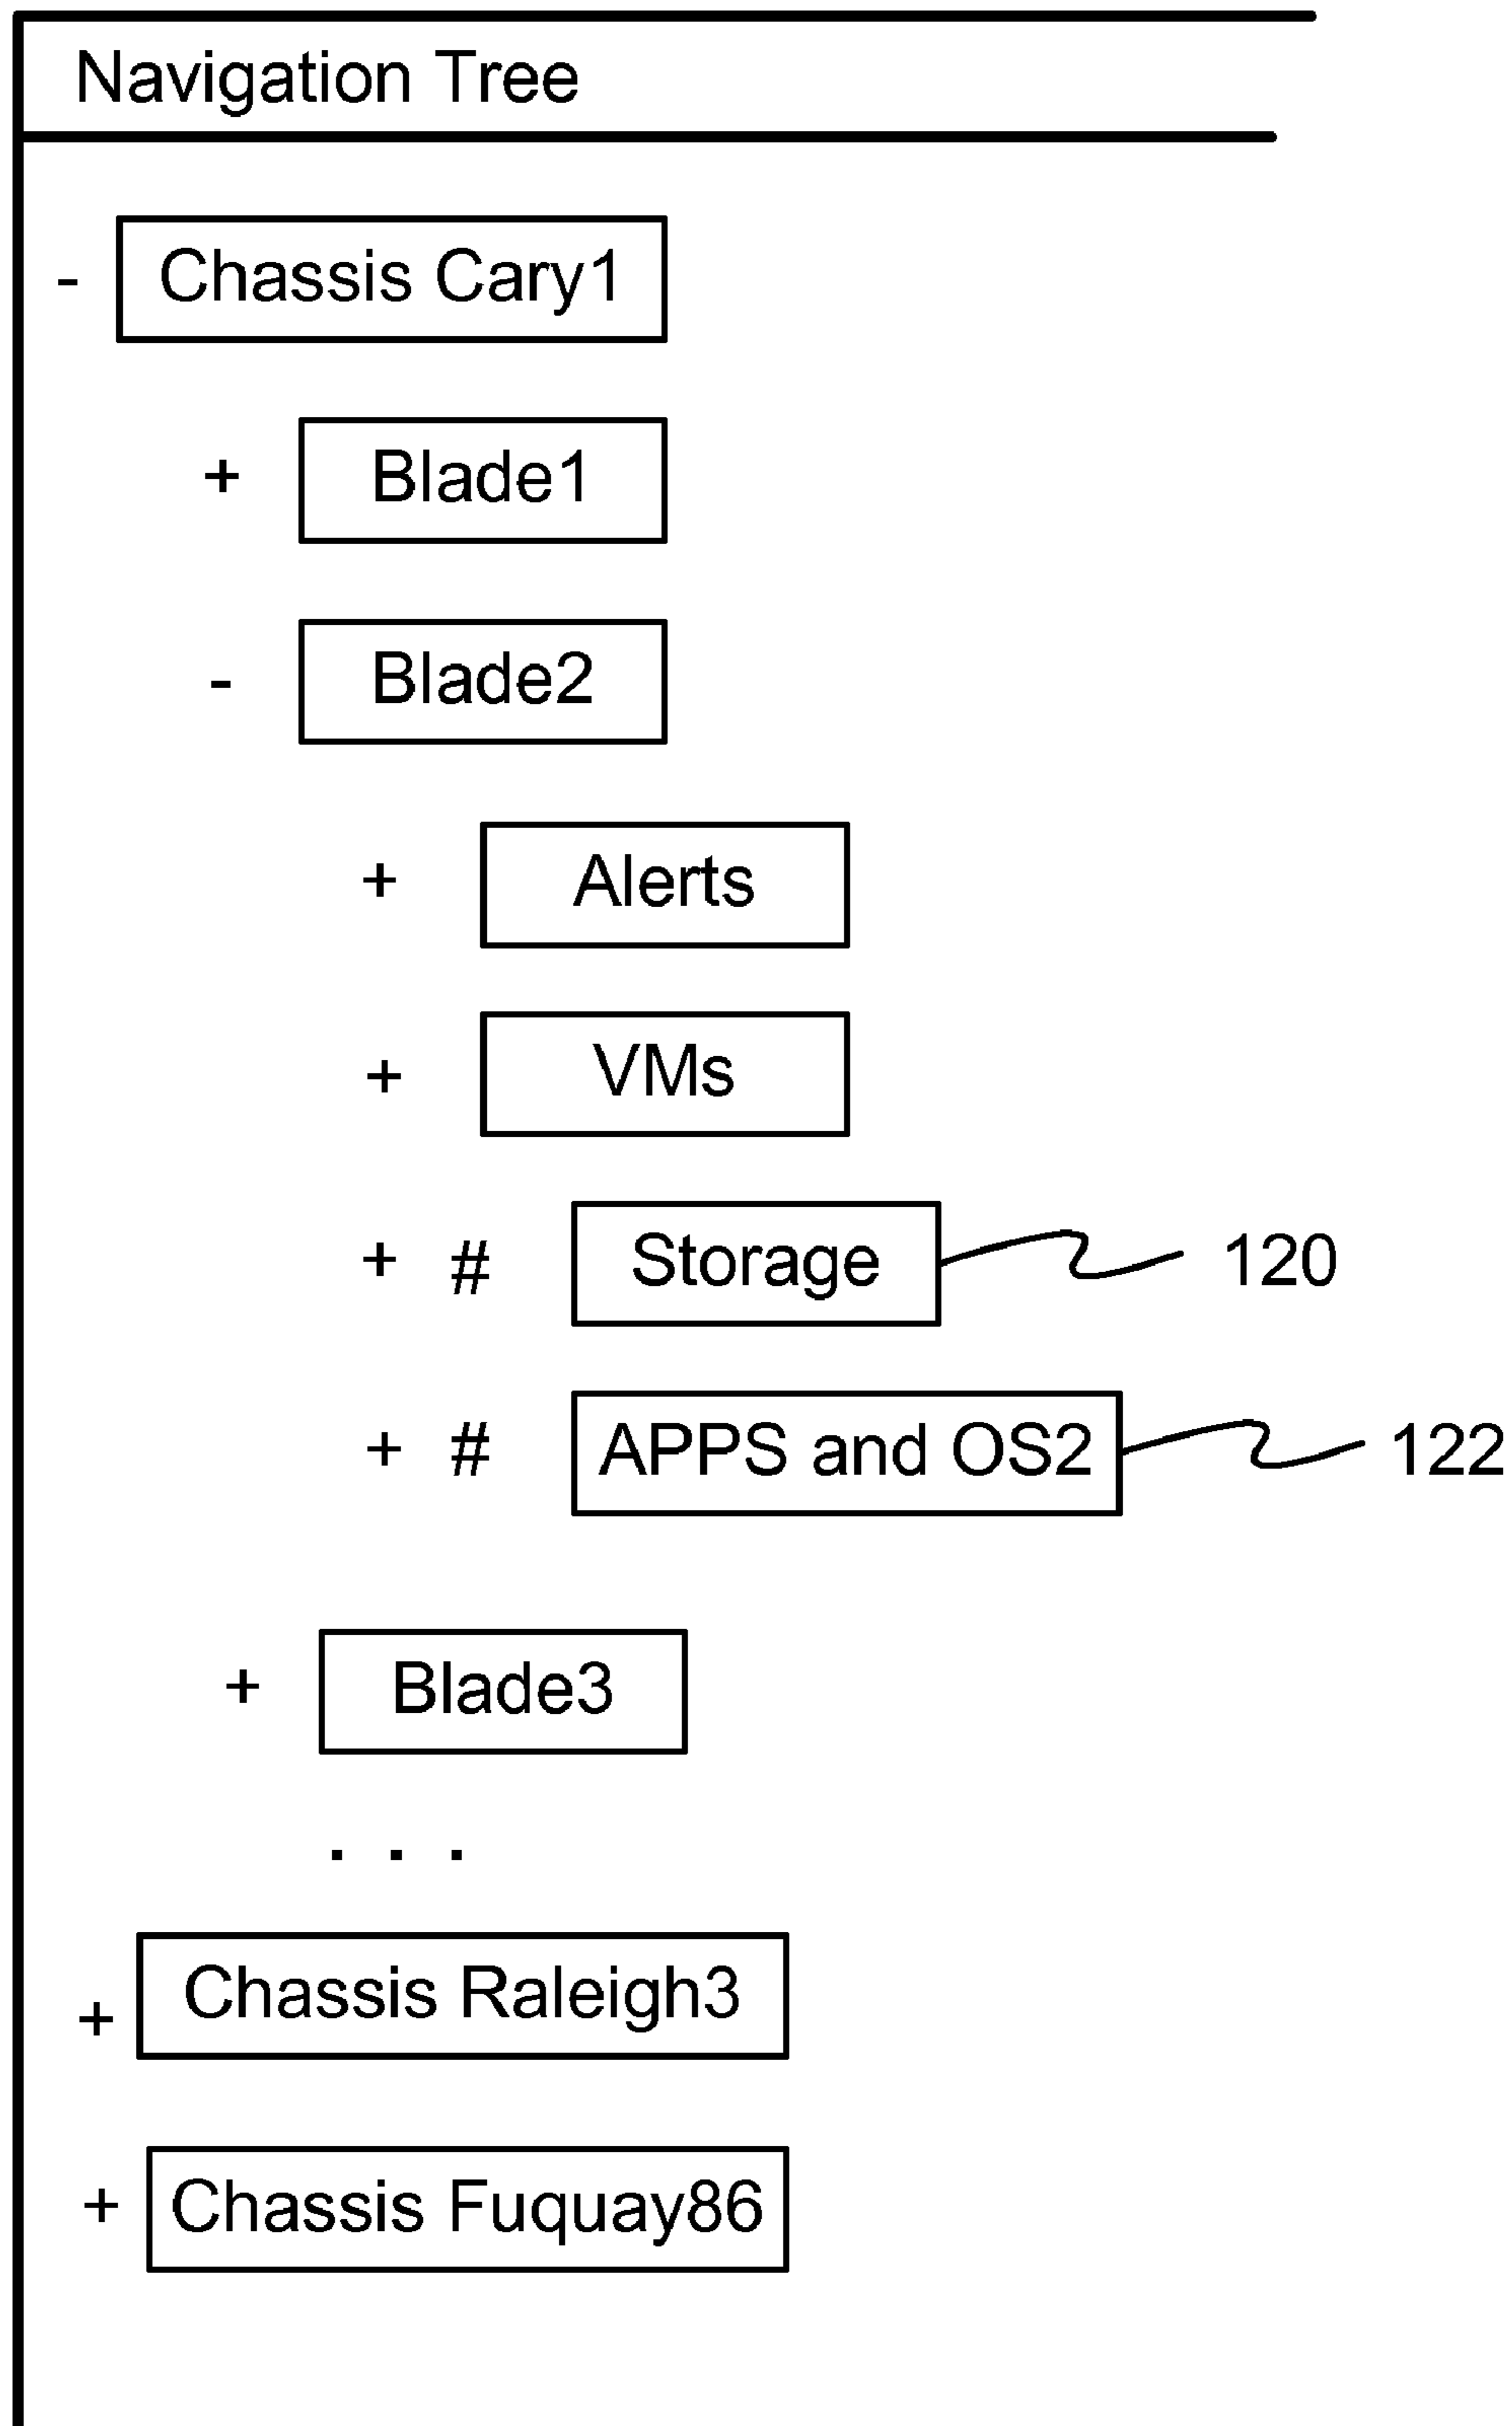 Navigation Tree
- Chassis Cary1
+ Blade1
- Blade2
+ Alerts
+ VMs
+ # Storage 120
+ # APPS and OS2 122
+ Blade3
. . .
+ Chassis Raleigh3
+ Chassis Fuquay86